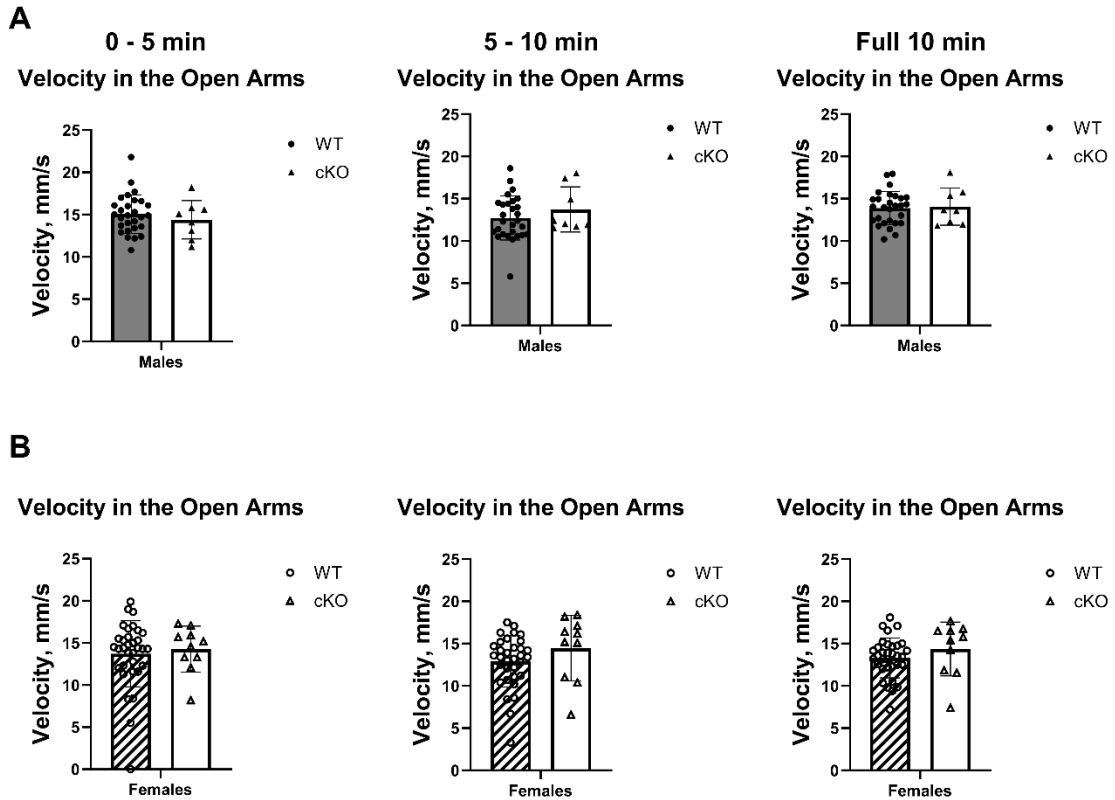 A
0 - 5 min
Velocity in the Open Arms
Velocity, mm/s
25
20
15
10
5
0
Males
WT
cKO
5 - 10 min
Velocity in the Open Arms
Velocity, mm/s
25
20
15
10
5
0
Males
WT
cKO
Full 10 min
Velocity in the Open Arms
Velocity, mm/s
25
20
15
10
5
0
Males
WT
cKO
B
Velocity in the Open Arms
Velocity, mm/s
25
20
15
10
5
0
Females
WT
cKO
Velocity in the Open Arms
Velocity, mm/s
25
20
15
10
5
0
Females
WT
cKO
Velocity in the Open Arms
Velocity, mm/s
25
20
15
10
5
0
Females
WT
cKO